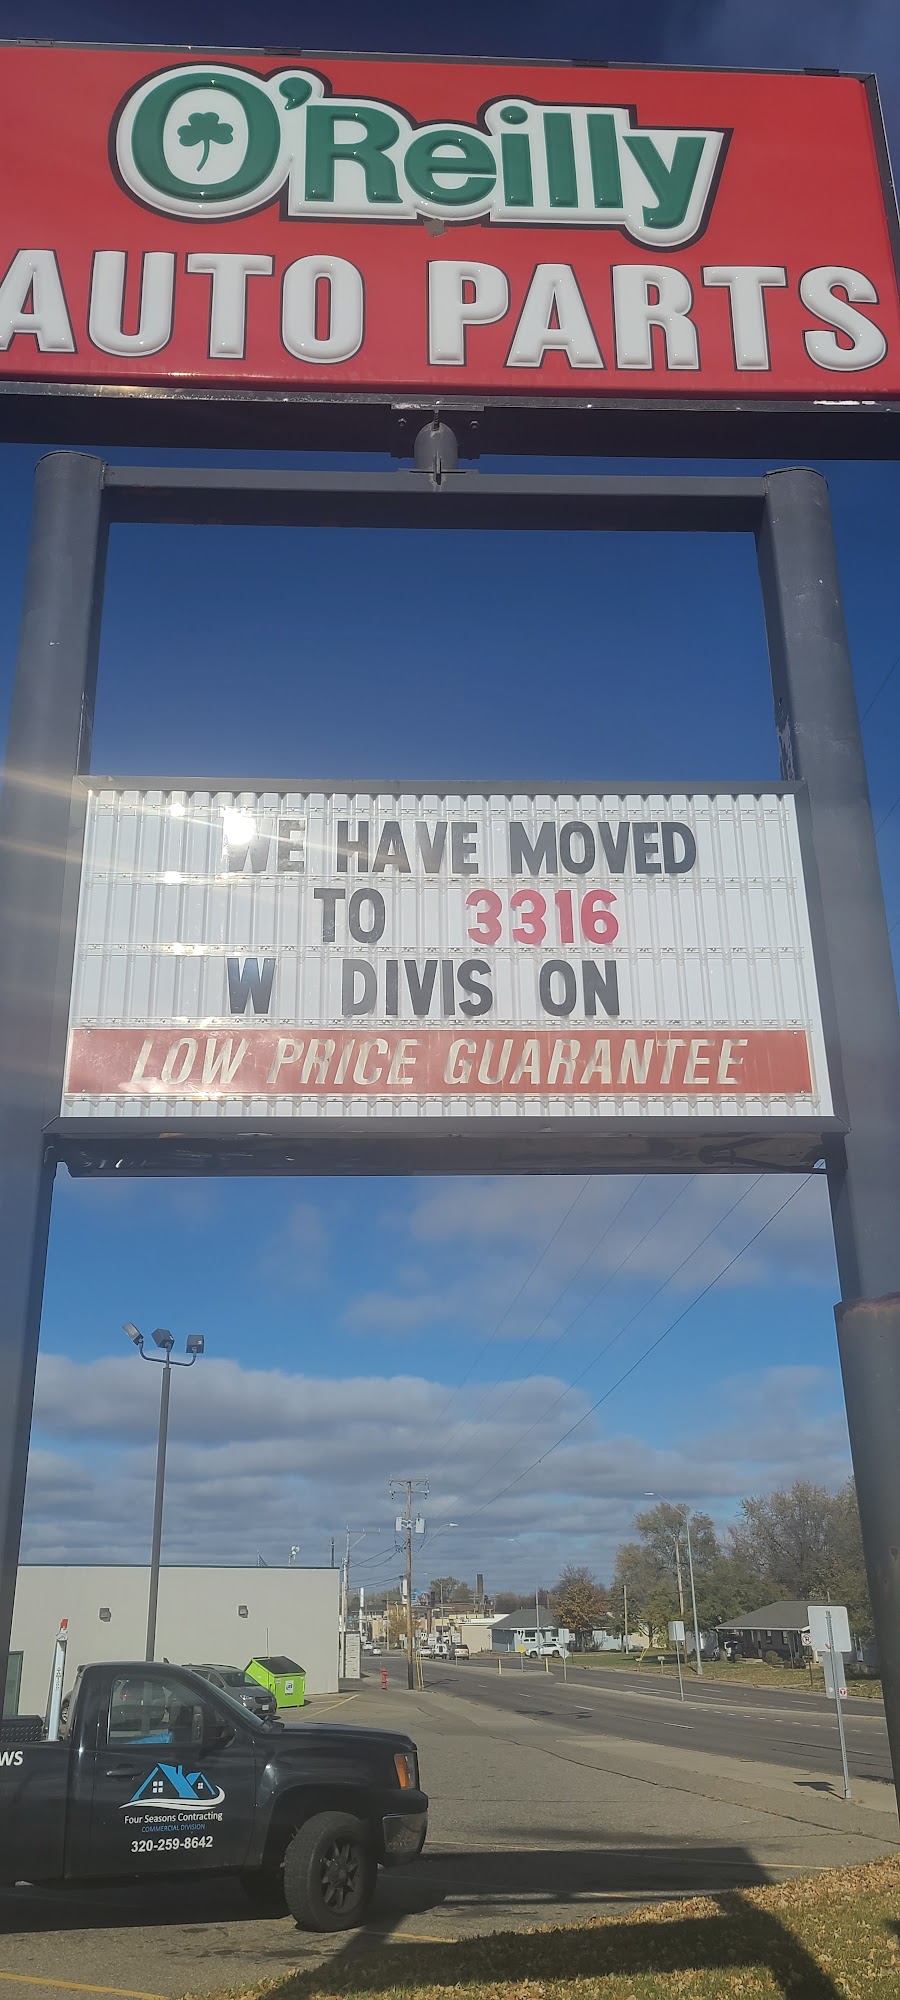 O'Reilly
AUTO PARTS
WE HAVE MOVED
TO 3316
W DIVIS ON
LOW PRICE GUARANTEE
WS
Four Seasons Contracting
COMMERCIAL DIVISION
320-259-8642